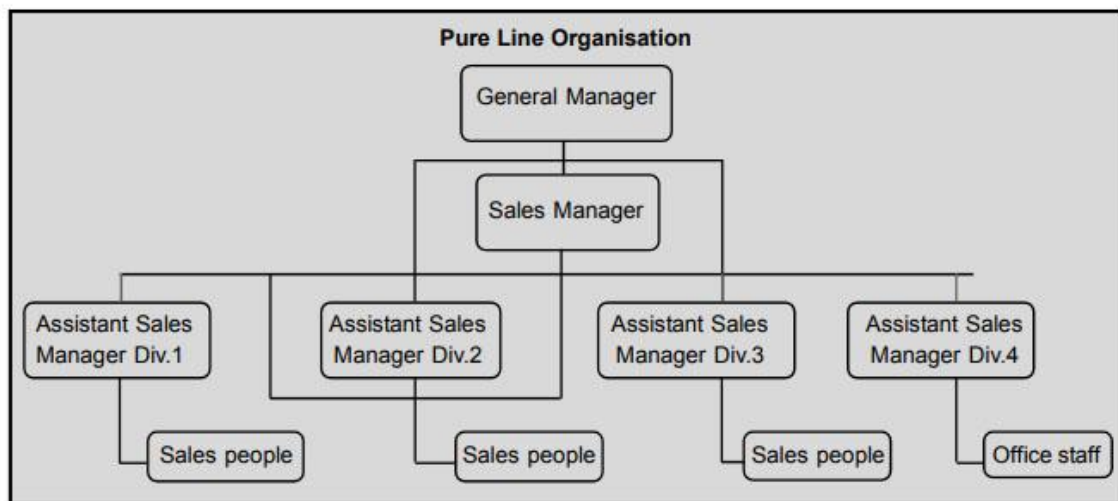 Pure Line Organisation
General Manager
Sales Manager
Assistant Sales
Manager Div.1
Assistant Sales
Manager Div.2
Assistant Sales
Manager Div.3
Assistant Sales
Manager Div.4
Sales people
Sales people
Sales people
Office staff